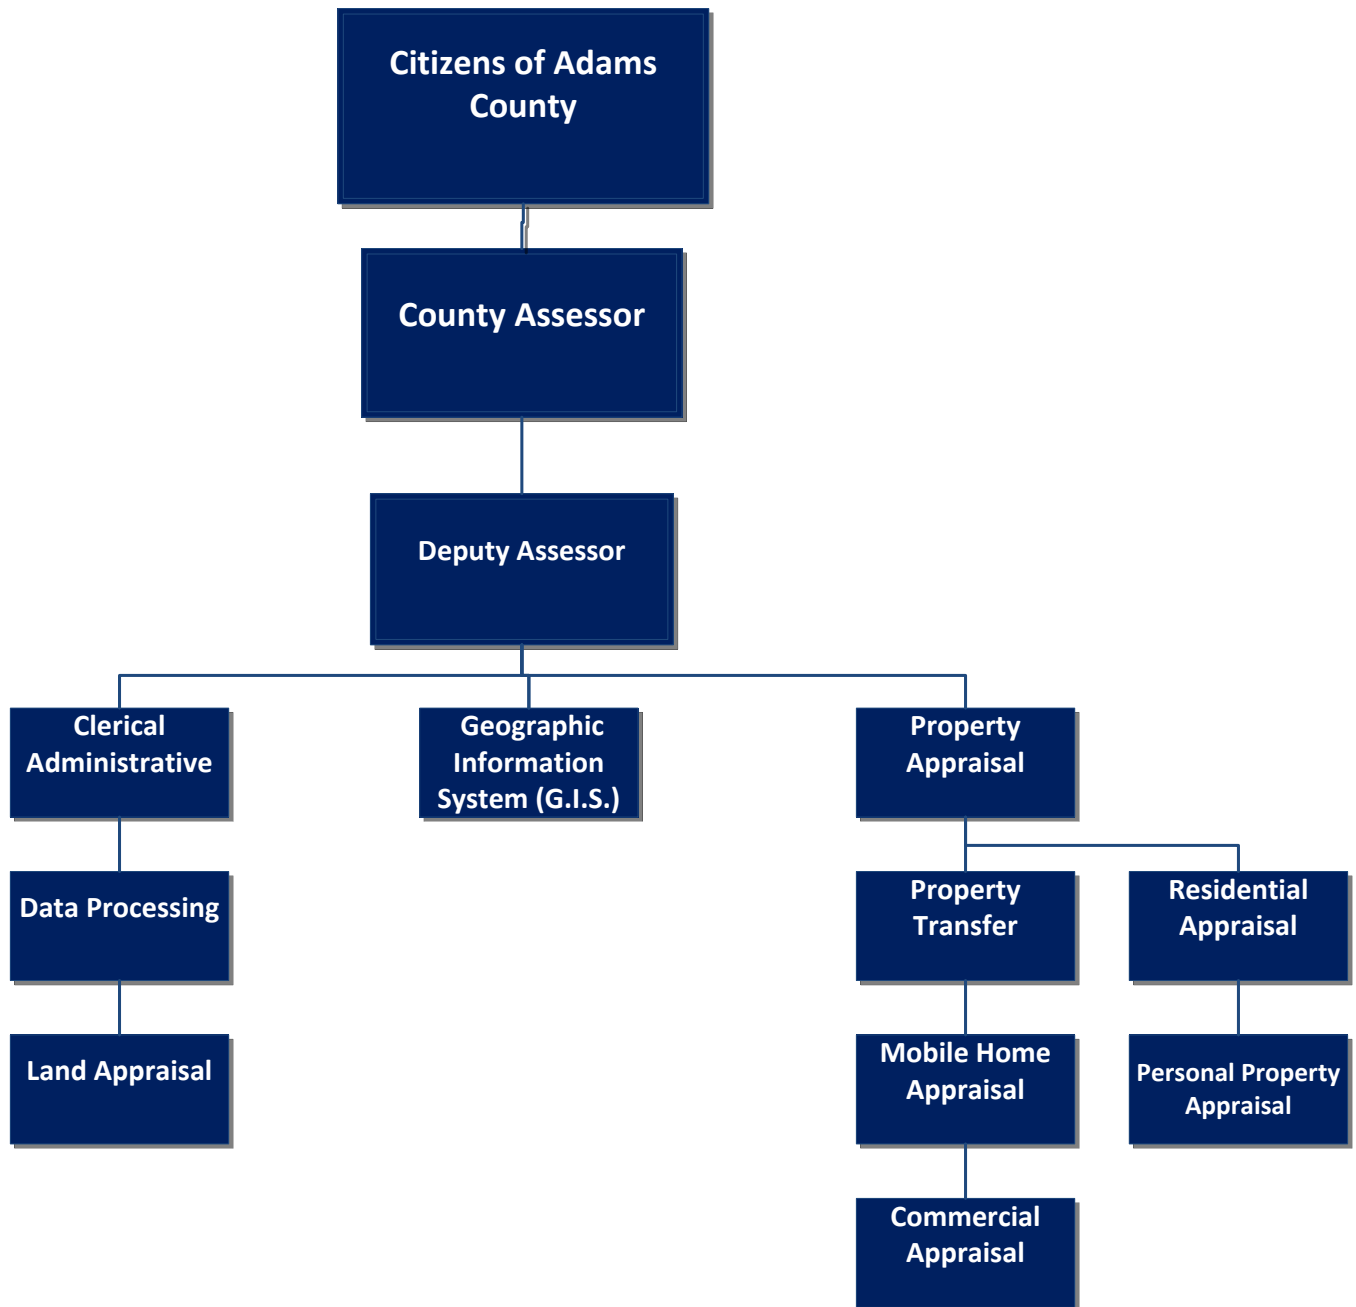 Citizens of Adams
County
County Assessor
Deputy Assessor
Clerical
Administrative
Geographic
Information
System (G.I.S.)
Property
Appraisal
Data Processing
Property
Transfer
Residential
Appraisal
Land Appraisal
Mobile Home
Appraisal
Personal Property
Appraisal
Commercial
Appraisal